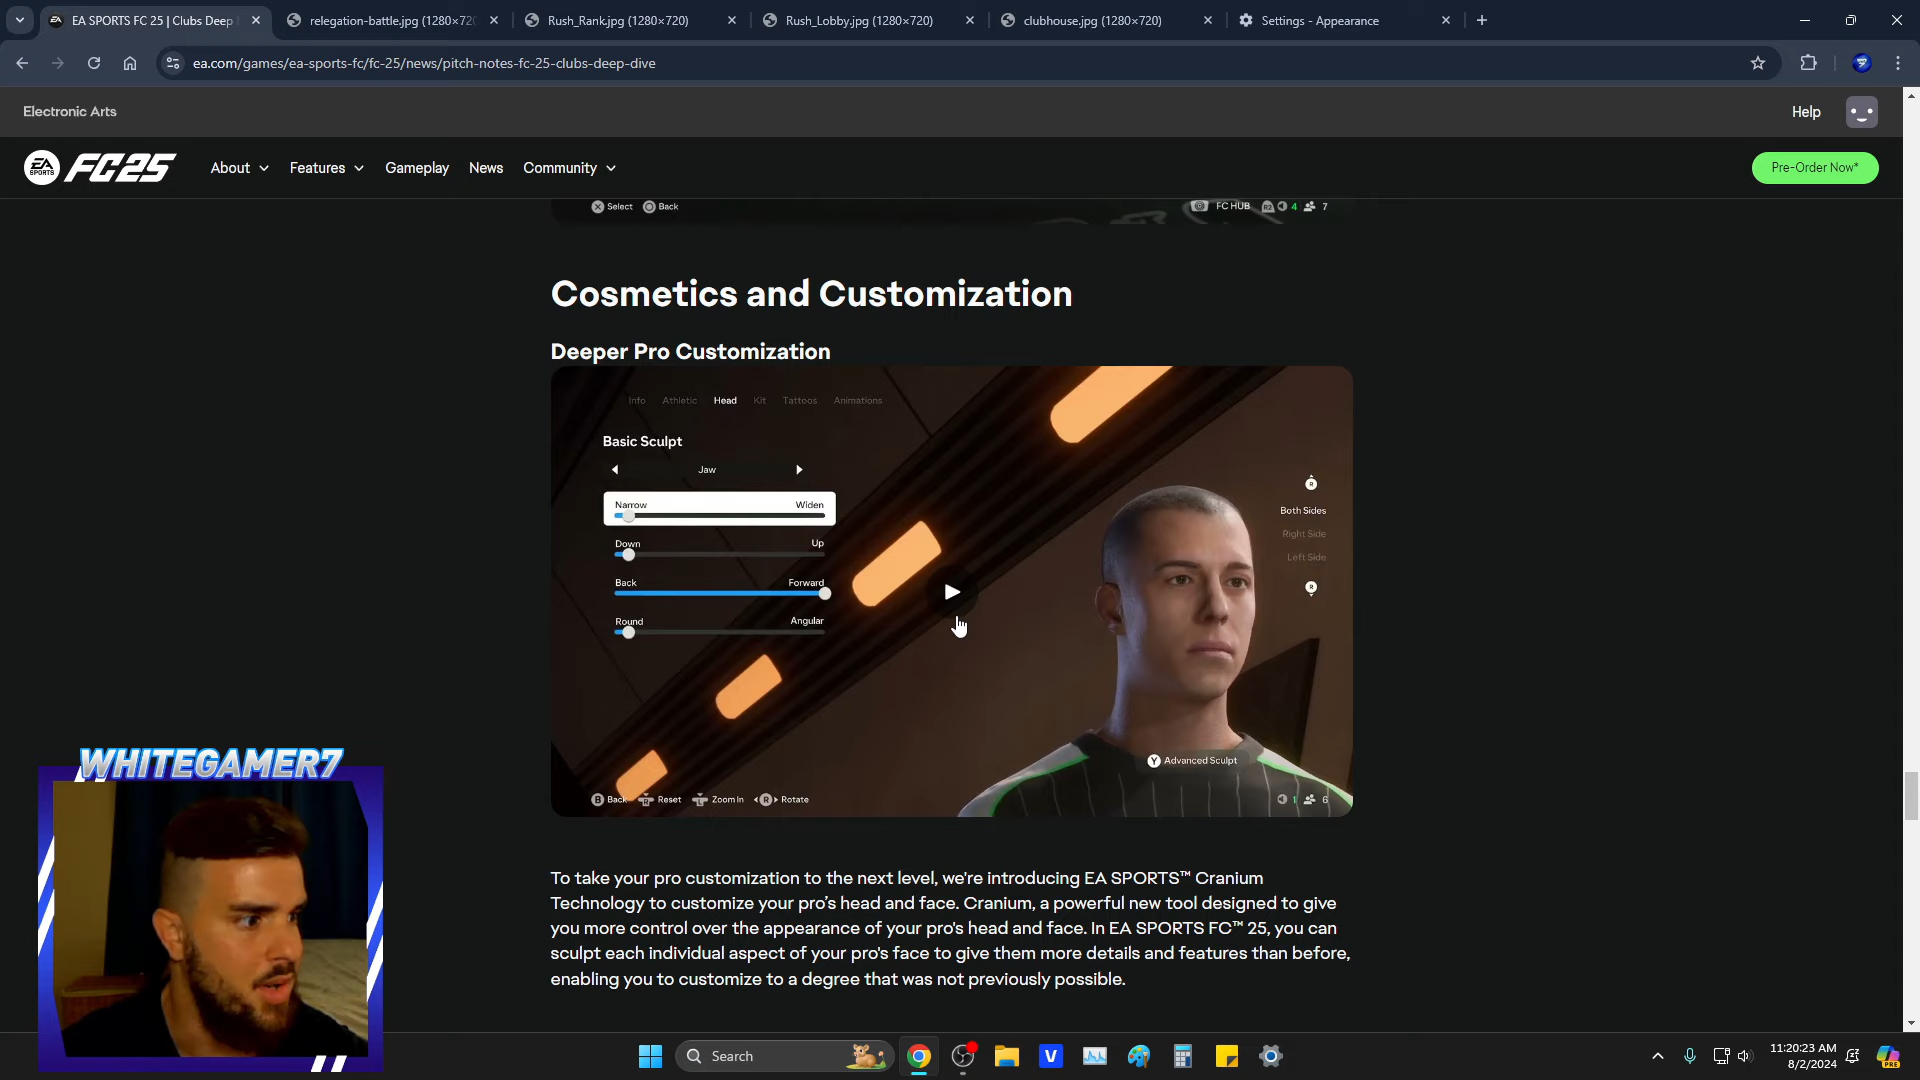 EA SPORTS FC 25 | Clubs Deep
relegation-battle.jpg (1280×720
Rush_Rank.jpg (1280×720)
Rush_Lobby.jpg (1280×720)
clubhouse.jpg (1280×720)
Settings - Appearance
ea.com/games/ea-sports-fc/fc-25/news/pitch-notes-fc-25-clubs-deep-dive
Electronic Arts
Help
EA SPORTS FC25
About
Features
Gameplay
News
Community
Pre-Order Now*
Select Back
FC HUB R2 4 7
Cosmetics and Customization
Deeper Pro Customization
Info Athletic Head Kit Tattoos Animations
Basic Sculpt
Jaw
Narrow Widen
Down Up
Back Forward
Round Angular
R
Both Sides
Right Side
Left Side
R
Y Advanced Sculpt
B Back R Reset L Zoom In R Rotate
1 6
To take your pro customization to the next level, we're introducing EA SPORTS™ Cranium
Technology to customize your pro's head and face. Cranium, a powerful new tool designed to give
you more control over the appearance of your pro's head and face. In EA SPORTS FC™ 25, you can
sculpt each individual aspect of your pro's face to give them more details and features than before,
enabling you to customize to a degree that was not previously possible.
WHITEGAMER7
Search
V
11:20:23 AM
8/2/2024
PRE